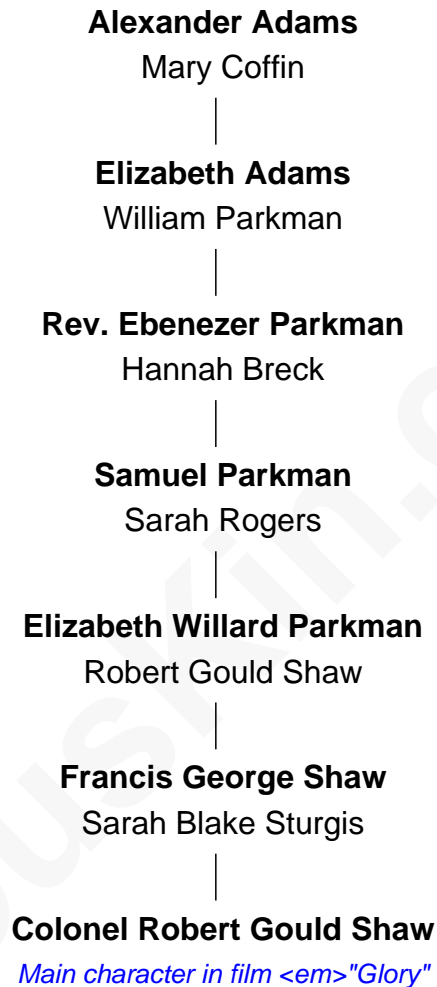 Alexander Adams
Mary Coffin
Elizabeth Adams
William Parkman
Rev. Ebenezer Parkman
Hannah Breck
Samuel Parkman
Sarah Rogers
Elizabeth Willard Parkman
Robert Gould Shaw
Francis George Shaw
Sarah Blake Sturgis
Colonel Robert Gould Shaw
Main character in film <em>"Glory"